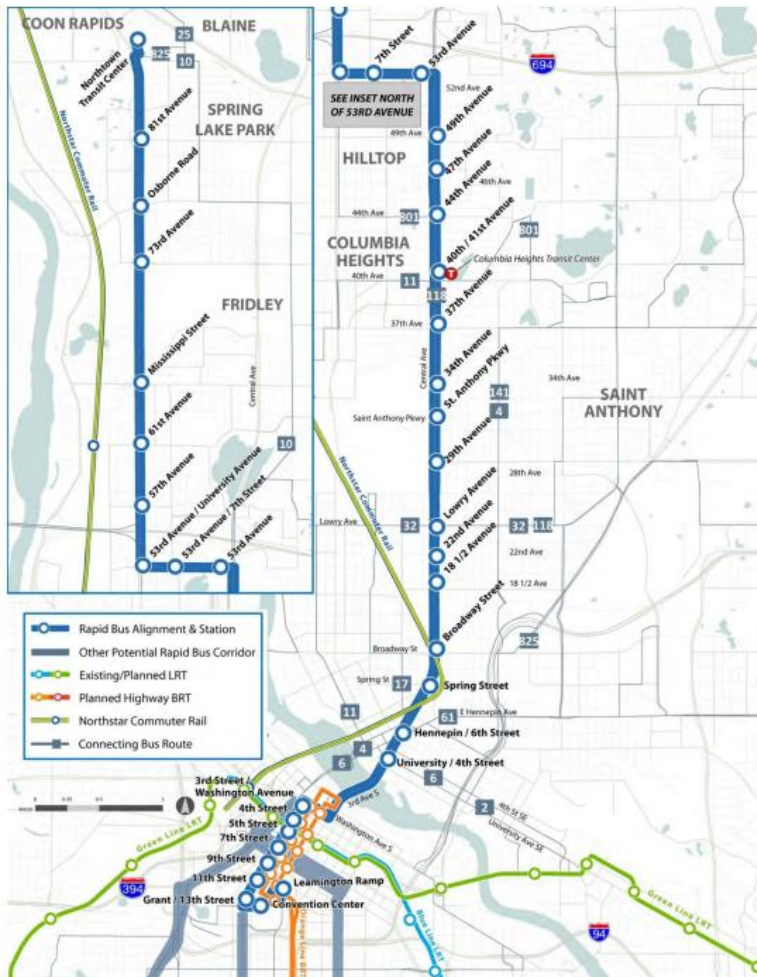 COON RAPIDS
BLAINE
25
825
10
Northtown
Transit Center
81st Avenue
SPRING
LAKE PARK
Northstar Commuter Rail
Osborne Road
73rd Avenue
FRIDLEY
Mississippi Street
Central Ave
61st Avenue
10
57th Avenue
53rd Avenue / University Avenue
53rd Avenue / 7th Street
53rd Avenue
7th Street
53rd Avenue
694
SEE INSET NORTH
OF 53RD AVENUE
52nd Ave
49th Ave
49th Avenue
HILLTOP
47th Avenue
46th Ave
44th Avenue
44th Ave
801
801
COLUMBIA
HEIGHTS
40th / 41st Avenue
T
Columbia Heights Transit Center
40th Ave
11
118
37th Avenue
37th Ave
Central Ave
34th Avenue
34th Ave
St. Anthony Pkwy
141
4
SAINT
ANTHONY
Saint Anthony Pkwy
29th Avenue
28th Ave
Northstar Commuter Rail
Lowry Avenue
Lowry Ave
32
32
118
22nd Avenue
22nd Ave
18 1/2 Avenue
18 1/2 Ave
Broadway Street
825
Broadway St
Spring St
17
Spring Street
11
61
E Hennepin Ave
Hennepin / 6th Street
4
6
University / 4th Street
6
2
4th St SE
University Ave SE
3rd Ave S
Washington Ave S
3rd Street /
Washington Avenue
4th Street
5th Street
7th Street
9th Street
11th Street
Leamington Ramp
Grant / 13th Street
Convention Center
Green Line LRT
394
Orange Line BRT
Blue Line LRT
Green Line LRT
94
Rapid Bus Alignment & Station
Other Potential Rapid Bus Corridor
Existing/Planned LRT
Planned Highway BRT
Northstar Commuter Rail
Connecting Bus Route
0
0.5
1